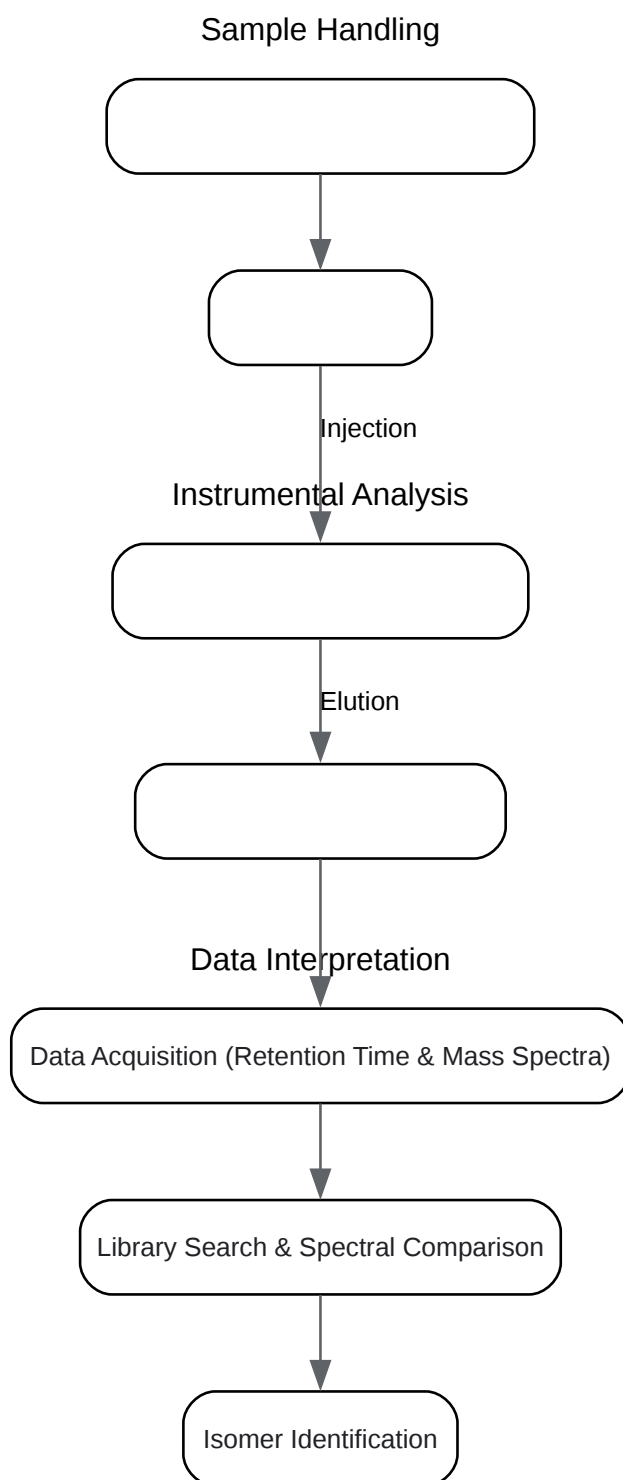 Sample Handling
Injection
Instrumental Analysis
Elution
Data Interpretation
Data Acquisition (Retention Time & Mass Spectra)
Library Search & Spectral Comparison
Isomer Identification